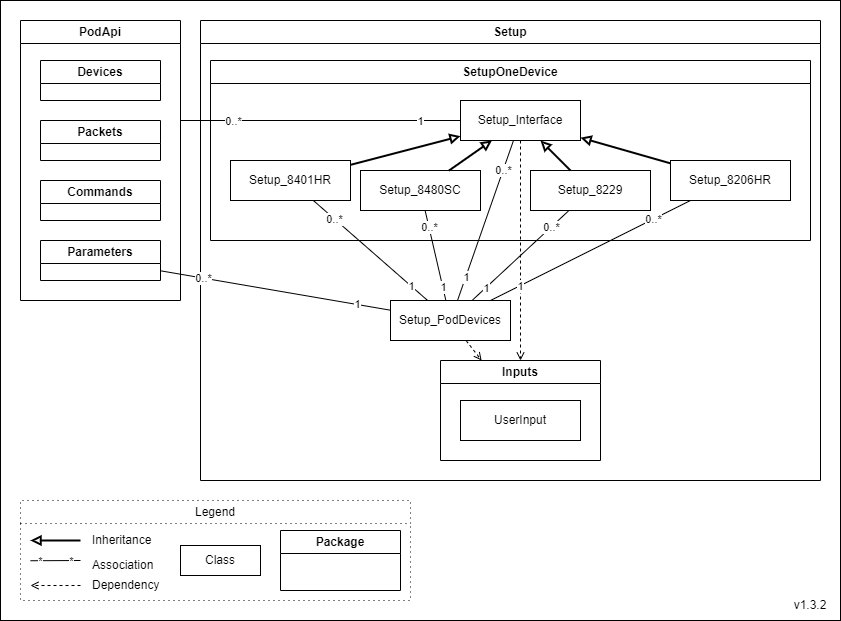 PodApi
Setup
Devices
SetupOneDevice
Packets
0..*
1
Setup_Interface
Commands
Setup_8401HR
Setup_8480SC
0..*
Setup_8229
Setup_8206HR
Parameters
0..*
0..*
0..*
0..*
0..*
1
1
1
1
1
1
Setup_PodDevices
Inputs
UserInput
Legend
Inheritance
* *
Association
Dependency
Class
Package
v1.3.2